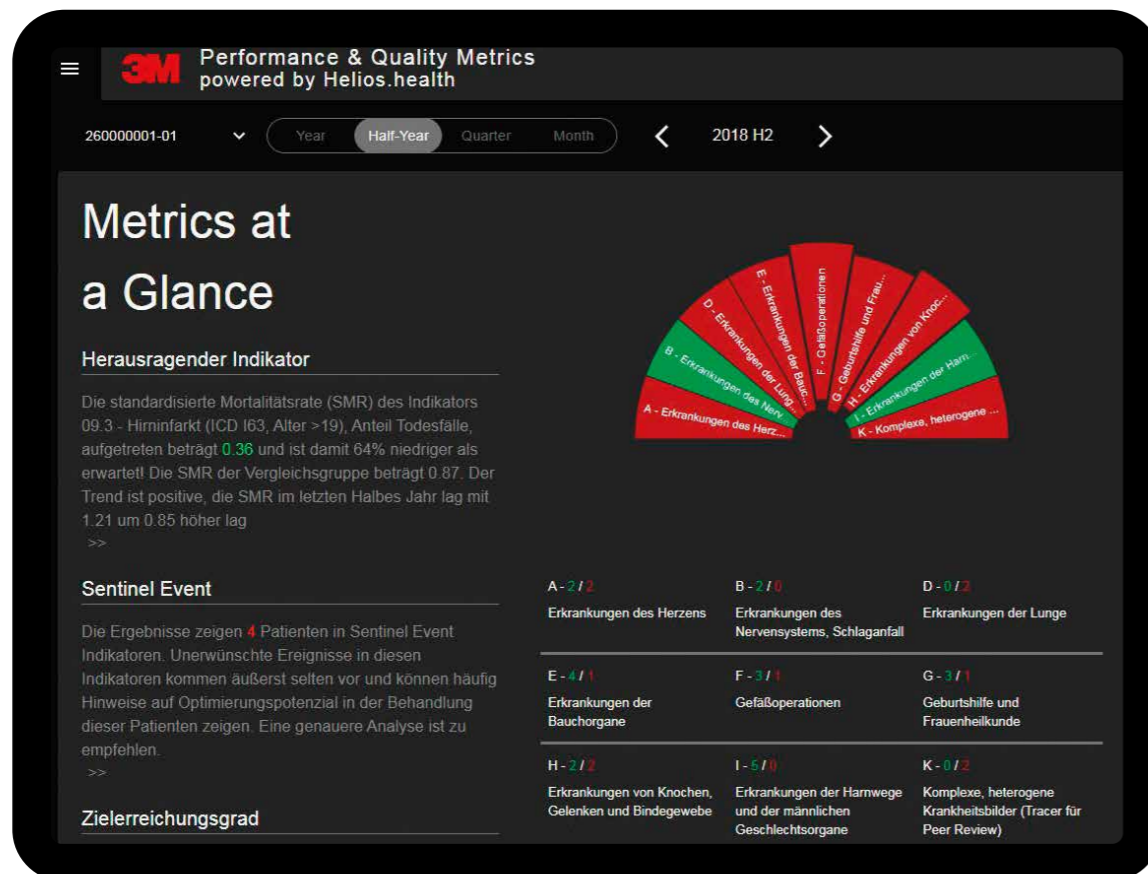 3M
Performance & Quality Metrics
powered by Helios.health
260000001-01
Year
Half-Year
Quarter
Month
2018 H2
Metrics at
a Glance
Herausragender Indikator
Die standardisierte Mortalitätsrate (SMR) des Indikators
09.3 - Hirninfarkt (ICD I63, Alter >19), Anteil Todesfälle,
aufgetreten beträgt 0.36 und ist damit 64% niedriger als
erwartet! Die SMR der Vergleichsgruppe beträgt 0.87. Der
Trend ist positive, die SMR im letzten Halbes Jahr lag mit
1.21 um 0.85 höher lag
>>
Sentinel Event
Die Ergebnisse zeigen 4 Patienten in Sentinel Event
Indikatoren. Unerwünschte Ereignisse in diesen
Indikatoren kommen äußerst selten vor und können häufig
Hinweise auf Optimierungspotenzial in der Behandlung
dieser Patienten zeigen. Eine genauere Analyse ist zu
empfehlen.
>>
Zielerreichungsgrad
A - Erkrankungen des Herz...
B - Erkrankungen des Nerv
D - Erkrankungen der Lung...
E - Erkrankungen der Bauc...
F - Gefäßoperationen
G - Geburtshilfe und Frau...
H - Erkrankungen von Knoc...
I - Erkrankungen der Harn...
K - Komplexe, heterogene ...
A - 2 / 2
Erkrankungen des Herzens
B - 2 / 0
Erkrankungen des
Nervensystems, Schlaganfall
D - 0 / 2
Erkrankungen der Lunge
E - 4 / 1
Erkrankungen der
Bauchorgane
F - 3 / 1
Gefäßoperationen
G - 3 / 1
Geburtshilfe und
Frauenheilkunde
H - 2 / 2
Erkrankungen von Knochen,
Gelenken und Bindegewebe
I - 5 / 0
Erkrankungen der Harnwege
und der männlichen
Geschlechtsorgane
K - 0 / 2
Komplexe, heterogene
Krankheitsbilder (Tracer für
Peer Review)